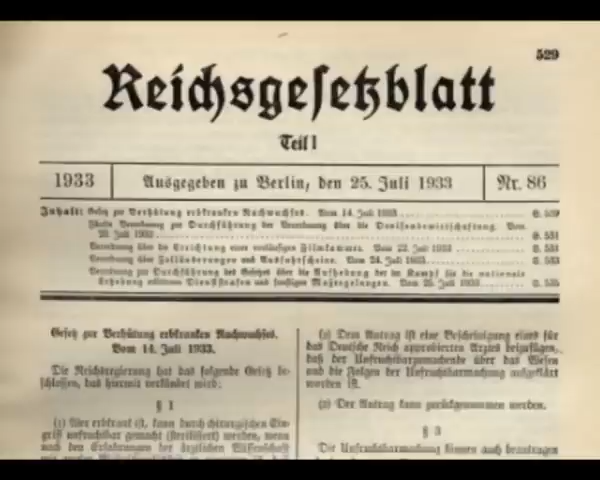 529
Reichsgesetzblatt
Teil I
1933 Ausgegeben zu Berlin, den 25. Juli 1933 Nr. 86
Inhalt: Gesetz zur Verhütung erbkranken Nachwuchses. Vom 14. Juli 1933 S. 529
Verordnung zur Durchführung der Verordnung über die Devisenbewirtschaftung. Vom
20. Juli 1933 S. 531
Verordnung über die Errichtung einer vorläufigen Filmkammer. Vom 22. Juli 1933 S. 531
Verordnung über Zolländerungen und Ausfuhrscheine. Vom 24. Juli 1933 S. 533
Verordnung zur Durchführung des Gesetzes über die Aufhebung der im Kampf für die nationale
Erhebung erlittenen Dienststrafen und sonstigen Maßregelungen. Vom 25. Juli 1933 S. 535
Gesetz zur Verhütung erbkranken Nachwuchses.
Vom 14. Juli 1933.
Die Reichsregierung hat das folgende Gesetz be-
schlossen, das hiermit verkündet wird:
§ 1
(1) Wer erbkrank ist, kann durch chirurgischen Ein-
griff unfruchtbar gemacht (sterilisiert) werden, wenn
nach den Erfahrungen der ärztlichen Wissenschaft
(2) Dem Antrag ist eine Bescheinigung eines für
das Deutsche Reich approbierten Arztes beizufügen,
daß der Unfruchtbarzumachende über das Wesen
und die Folgen der Unfruchtbarmachung aufgeklärt
worden ist.
(3) Der Antrag kann zurückgenommen werden.
§ 3
Die Unfruchtbarmachung können auch beantragen